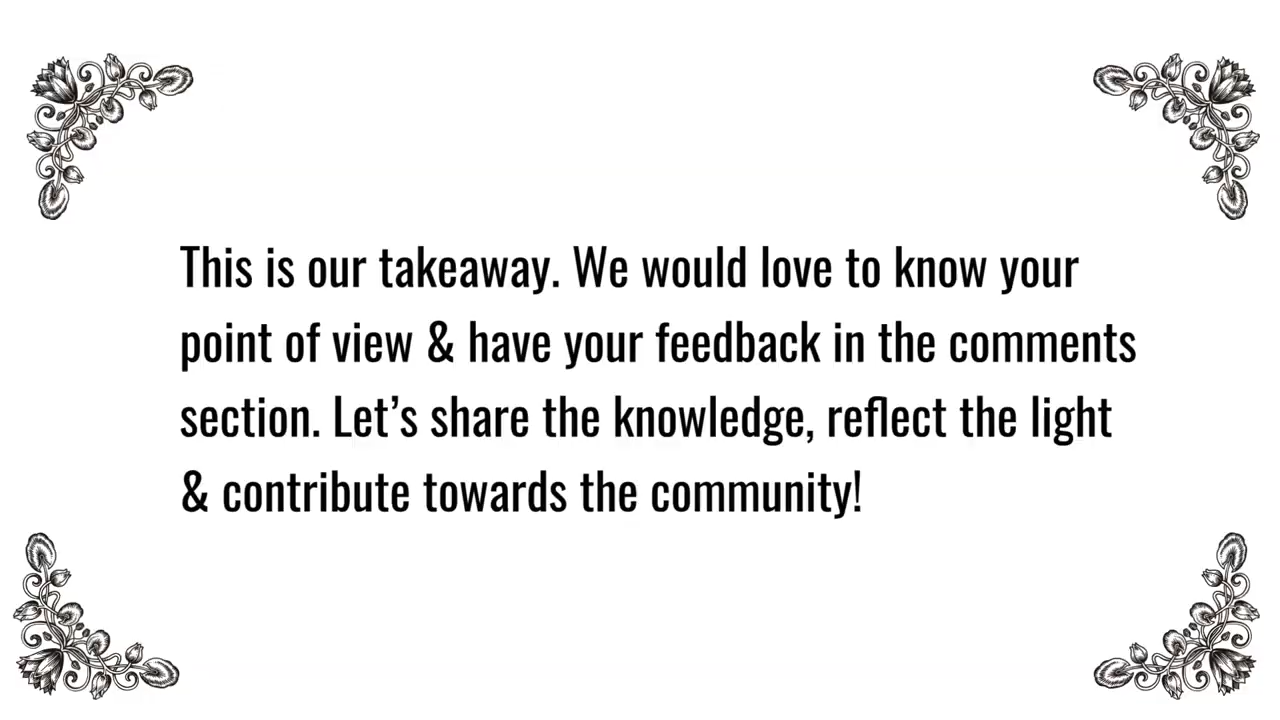 This is our takeaway. We would love to know your
point of view & have your feedback in the comments
section. Let’s share the knowledge, reflect the light
& contribute towards the community!